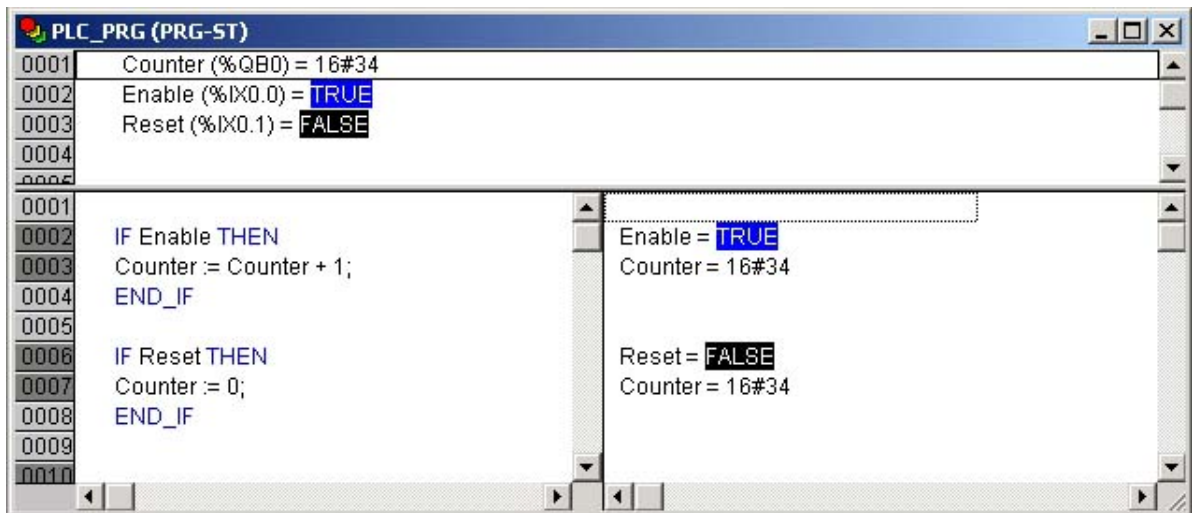 PLC_PRG (PRG-ST)
0001 Counter (%QB0) = 16#34
0002 Enable (%IX0.0) = TRUE
0003 Reset (%IX0.1) = FALSE
0004
0005
0001
0002 IF Enable THEN Enable = TRUE
0003 Counter := Counter + 1; Counter = 16#34
0004 END_IF
0005
0006 IF Reset THEN Reset = FALSE
0007 Counter := 0; Counter = 16#34
0008 END_IF
0009
0010